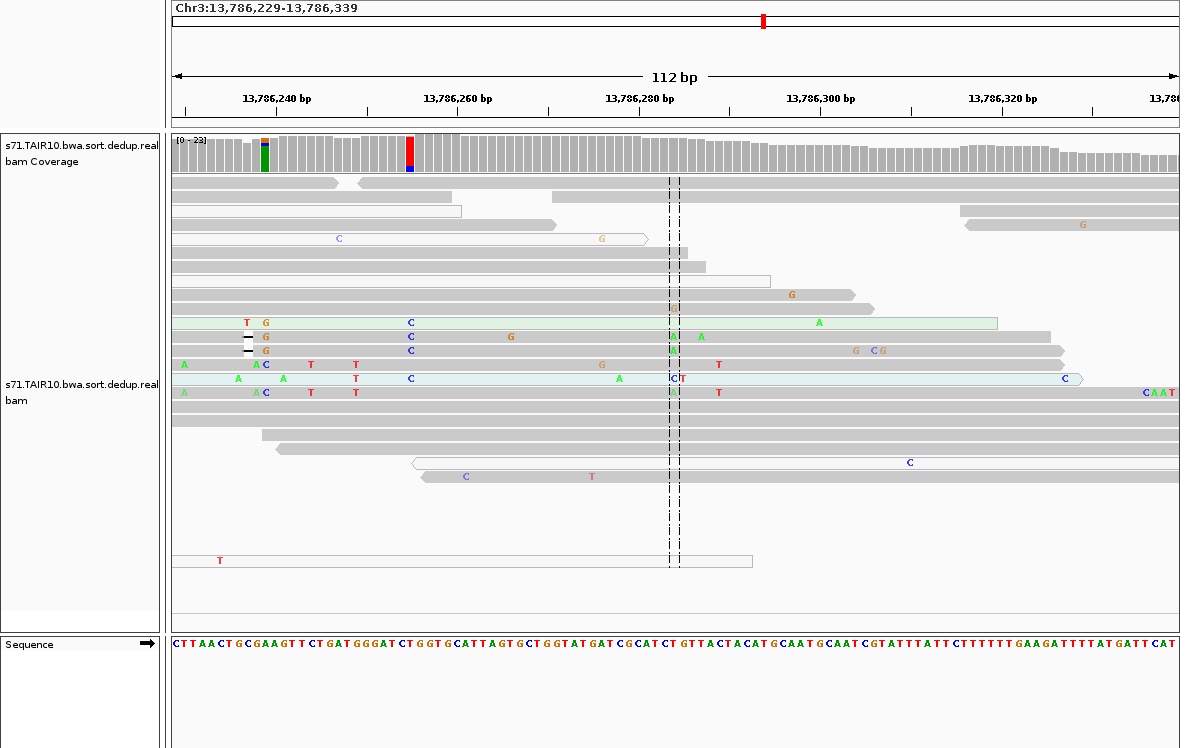 Chr3:13,786,229-13,786,339
112 bp
13,786,240 bp 13,786,260 bp 13,786,280 bp 13,786,300 bp 13,786,320 bp 13,780
s71.TAIR10.bwa.sort.dedup.real
bam Coverage
[0 - 23]
G
C G
G
G
T G C A
G C G A A
G C A G C G
A A C T T G T
s71.TAIR10.bwa.sort.dedup.real
A A T C A C T C
bam
A A C T T A T C A A T
C
C T
T
Sequence
CTTAACTGCGAAGTTCTGATGGGATCTGGTGCATTAGTGCTGGTATGATCGCATCTGTTACTACATGCAATGCAATCGTATTTATTCTTTTTTGAAGATTTTATGATTCAT